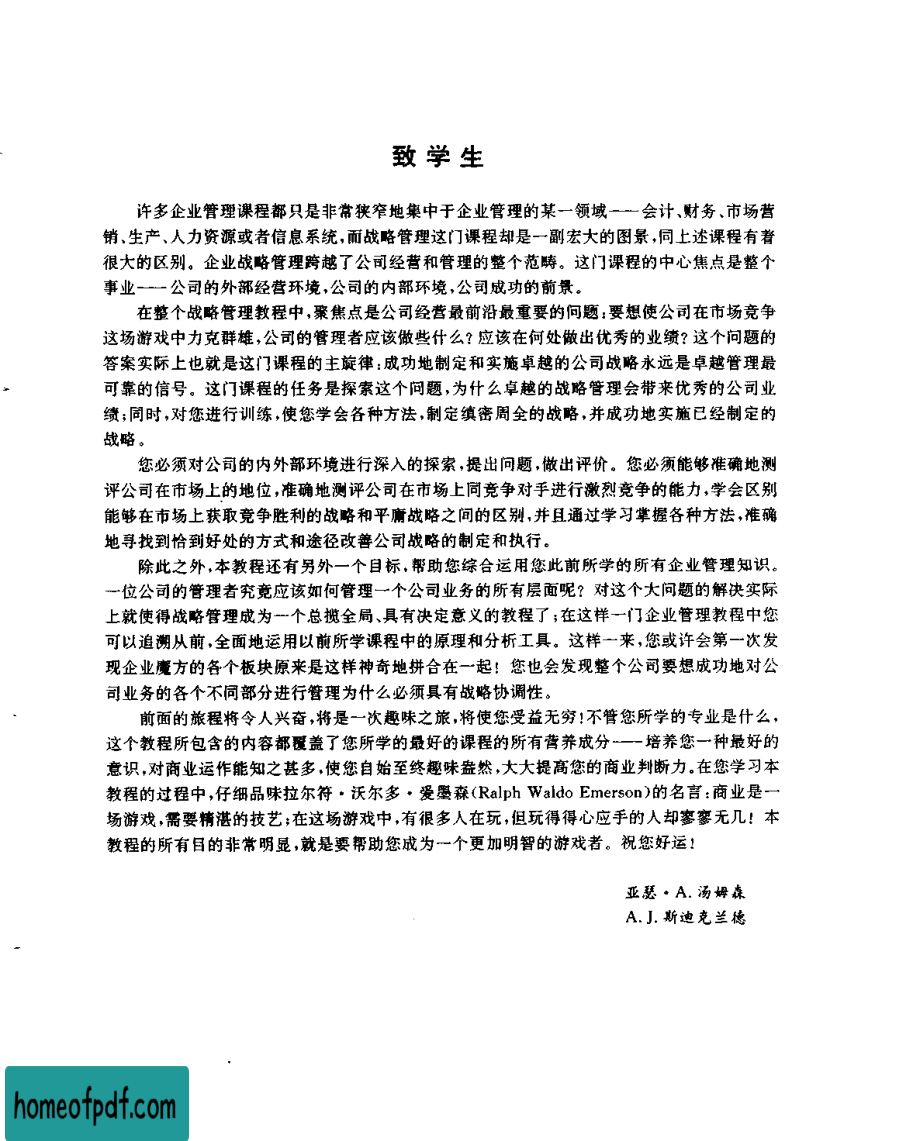 致学生
许多企业管理课程都只是非常狭窄地集中于企业管理的某一领域——会计、财务、市场营
销、生产、人力资源或者信息系统,而战略管理这门课程却是一副宏大的图景,同上述课程有着
很大的区别。企业战略管理跨越了公司经营和管理的整个范畴。这门课程的中心焦点是整个
事业——公司的外部经营环境,公司的内部环境,公司成功的前景。
在整个战略管理教程中,聚焦点是公司经营最前沿最重要的问题:要想使公司在市场竞争
这场游戏中力克群雄,公司的管理者应该做些什么?应该在何处做出优秀的业绩?这个问题的
答案实际上也就是这门课程的主旋律:成功地制定和实施卓越的公司战略永远是卓越管理最
可靠的信号。这门课程的任务是探索这个问题,为什么卓越的战略管理会带来优秀的公司业
绩;同时,对您进行训练,使您学会各种方法,制定缜密周全的战略,并成功地实施已经制定的
战略。
您必须对公司的内外部环境进行深入的探索,提出问题,做出评价。您必须能够准确地测
评公司在市场上的地位,准确地测评公司在市场上同竞争对手进行激烈竞争的能力,学会区别
能够在市场上获取竞争胜利的战略和平庸战略之间的区别,并且通过学习掌握各种方法,准确
地寻找到恰到好处的方式和途径改善公司战略的制定和执行。
除此之外,本教程还有另外一个目标,帮助您综合运用您此前所学的所有企业管理知识。
一位公司的管理者究竟应该如何管理一个公司业务的所有层面呢?对这个大问题的解决实际
上就使得战略管理成为一个总揽全局、具有决定意义的教程了;在这样一门企业管理教程中您
可以追溯从前,全面地运用以前所学课程中的原理和分析工具。这样一来,您或许会第一次发
现企业魔方的各个板块原来是这样神奇地拼合在一起!您也会发现整个公司要想成功地对公
司业务的各个不同部分进行管理为什么必须具有战略协调性。
前面的旅程将令人兴奋,将是一次趣味之旅,将使您受益无穷!不管您所学的专业是什么,
这个教程所包含的内容都覆盖了您所学的最好的课程的所有营养成分——培养您一种最好的
意识,对商业运作能知之甚多,使您自始至终趣味盎然,大大提高您的商业判断力。在您学习本
教程的过程中,仔细品味拉尔符·沃尔多·爱墨森(Ralph Waldo Emerson)的名言:商业是一
场游戏,需要精湛的技艺;在这场游戏中,有很多人在玩,但玩得得心应手的人却寥寥无几!本
教程的所有目的非常明显,就是要帮助您成为一个更加明智的游戏者。祝您好运!
亚瑟·A.汤姆森
A.J.斯迪克兰德
homeofpdf.com